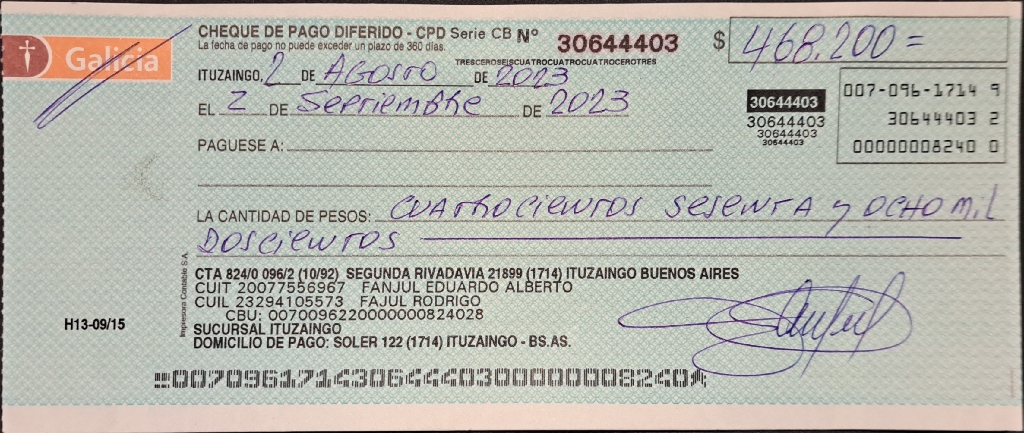 Galicia
CHEQUE DE PAGO DIFERIDO - CPD Serie CB Nº 30644403 $ 468.200=
La fecha de pago no puede exceder un plazo de 360 días.
TRESCEROSEISCUATROCUATROCUATROCEROTRES
ITUZAINGO, 2 DE AGOSTO DE 2023
EL 2 DE SEPTIEMBRE DE 2023
30644403
30644403
30644403
30644403
007-096-1714 9
30644403 2
00000008240 0
PAGUESE A:
LA CANTIDAD DE PESOS: CUATROCIENTOS SESENTA y OCHO MIL
DOSCIENTOS
CTA 824/0 096/2 (10/92) SEGUNDA RIVADAVIA 21899 (1714) ITUZAINGO BUENOS AIRES
CUIT 20077556967 FANJUL EDUARDO ALBERTO
CUIL 23294105573 FAJUL RODRIGO
CBU: 0070096220000000824028
SUCURSAL ITUZAINGO
DOMICILIO DE PAGO: SOLER 122 (1714) ITUZAINGO - BS.AS.
Impresora Contable S.A.
H13-09/15
00709617143064440300000008240